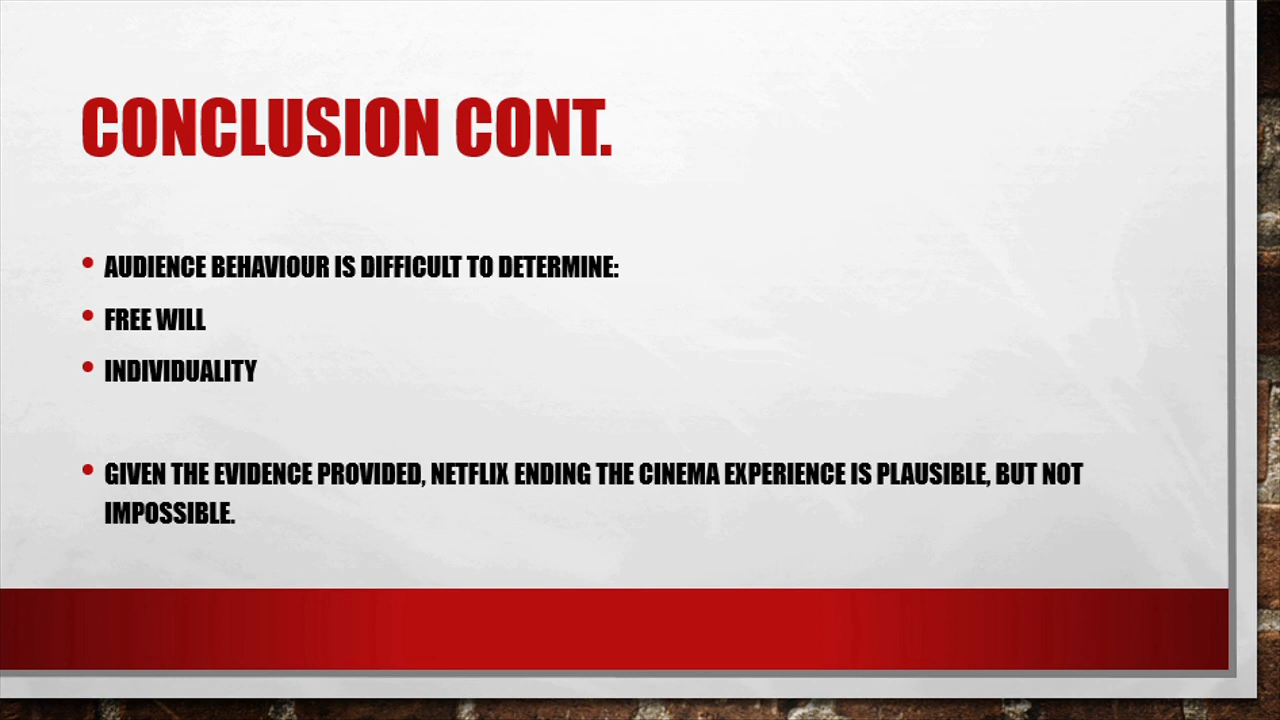 CONCLUSION CONT.
• AUDIENCE BEHAVIOUR IS DIFFICULT TO DETERMINE:
• FREE WILL
• INDIVIDUALITY
• GIVEN THE EVIDENCE PROVIDED, NETFLIX ENDING THE CINEMA EXPERIENCE IS PLAUSIBLE, BUT NOT
IMPOSSIBLE.